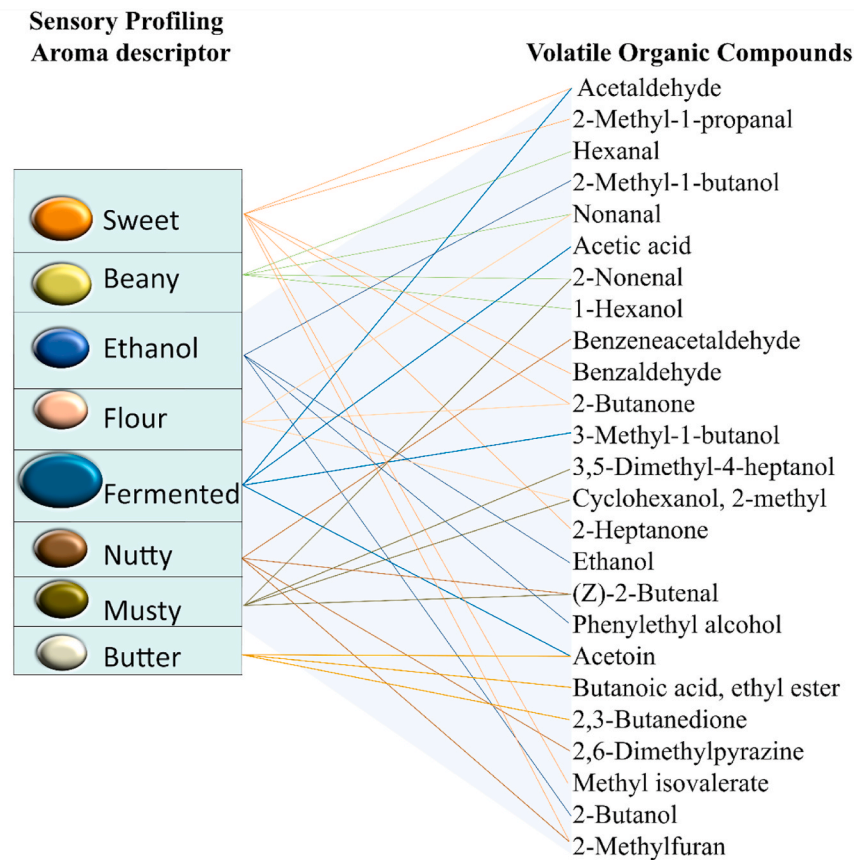 Sensory Profiling
Aroma descriptor
Sweet
Beany
Ethanol
Flour
Fermented
Nutty
Musty
Butter
Volatile Organic Compounds
Acetaldehyde
2-Methyl-1-propanal
Hexanal
2-Methyl-1-butanol
Nonanal
Acetic acid
2-Nonenal
1-Hexanol
Benzeneacetaldehyde
Benzaldehyde
2-Butanone
3-Methyl-1-butanol
3,5-Dimethyl-4-heptanol
Cyclohexanol, 2-methyl
2-Heptanone
Ethanol
(Z)-2-Butenal
Phenylethyl alcohol
Acetoin
Butanoic acid, ethyl ester
2,3-Butanedione
2,6-Dimethylpyrazine
Methyl isovalerate
2-Butanol
2-Methylfuran